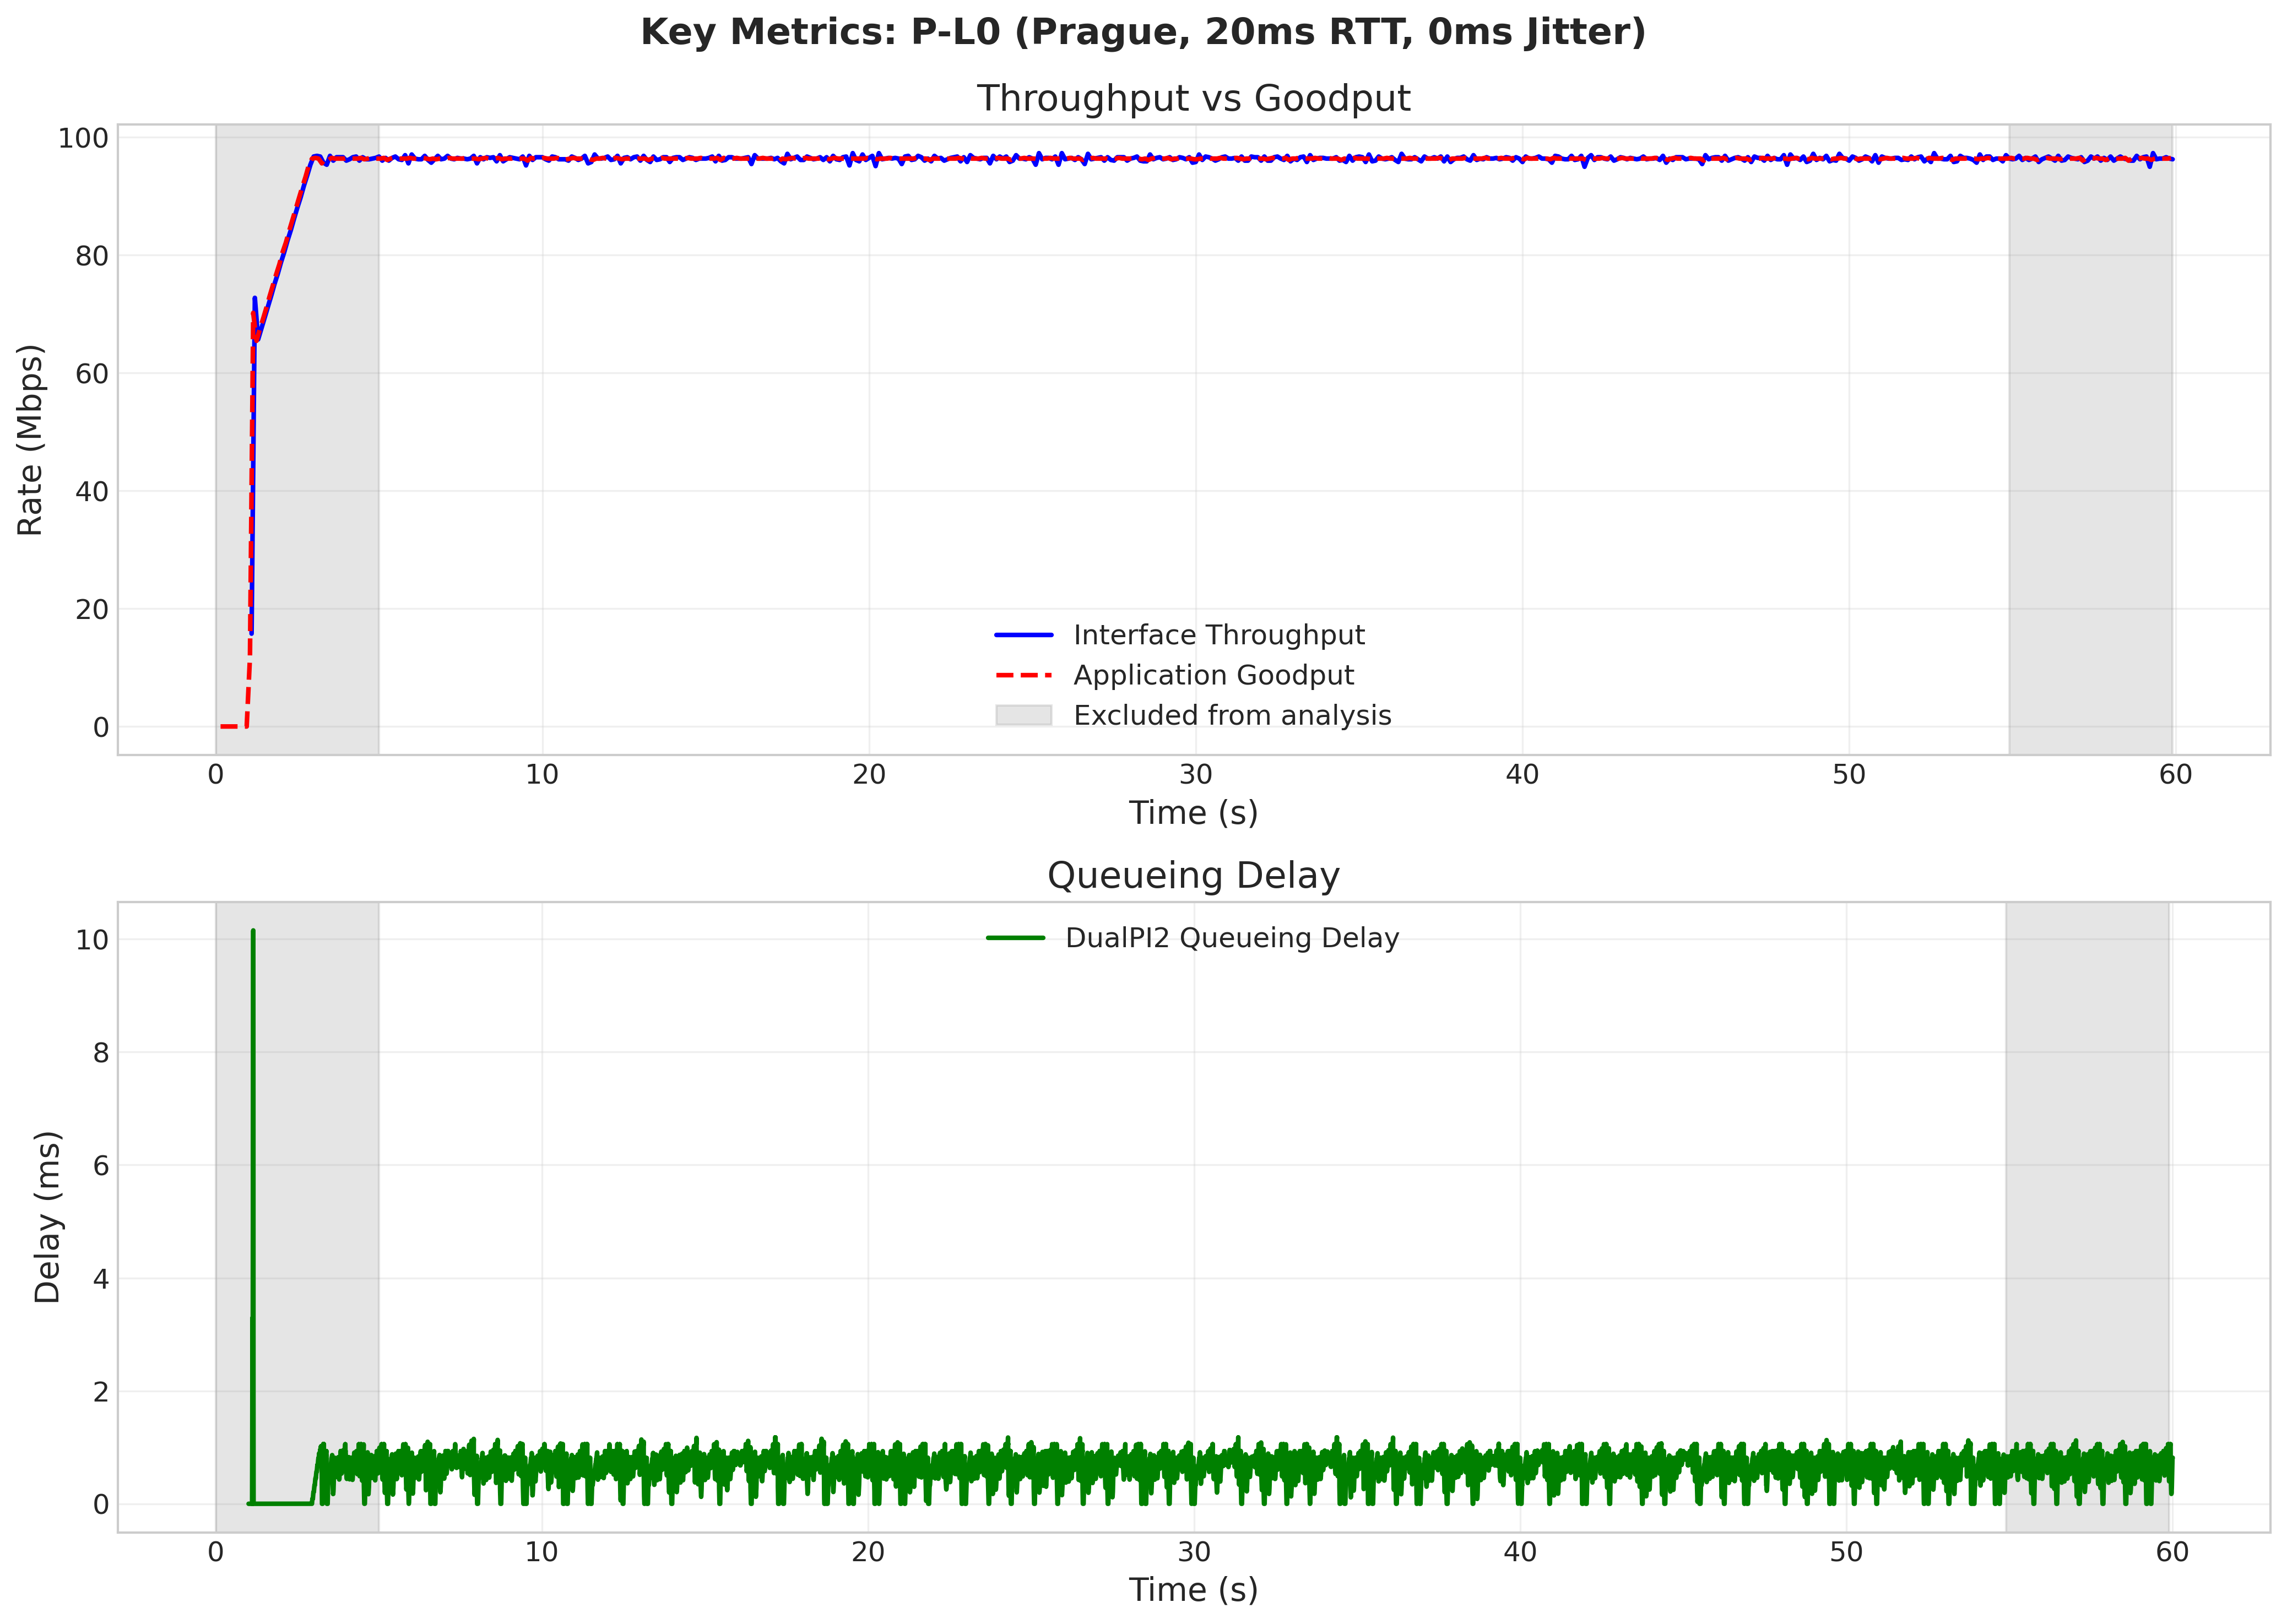 Key Metrics: P-L0 (Prague, 20ms RTT, 0ms Jitter)
Throughput vs Goodput
100
80
60
40
20
0
Rate (Mbps)
Interface Throughput
Application Goodput
Excluded from analysis
0 10 20 30 40 50 60
Time (s)
Queueing Delay
10
8
6
4
2
0
Delay (ms)
DualPI2 Queueing Delay
0 10 20 30 40 50 60
Time (s)